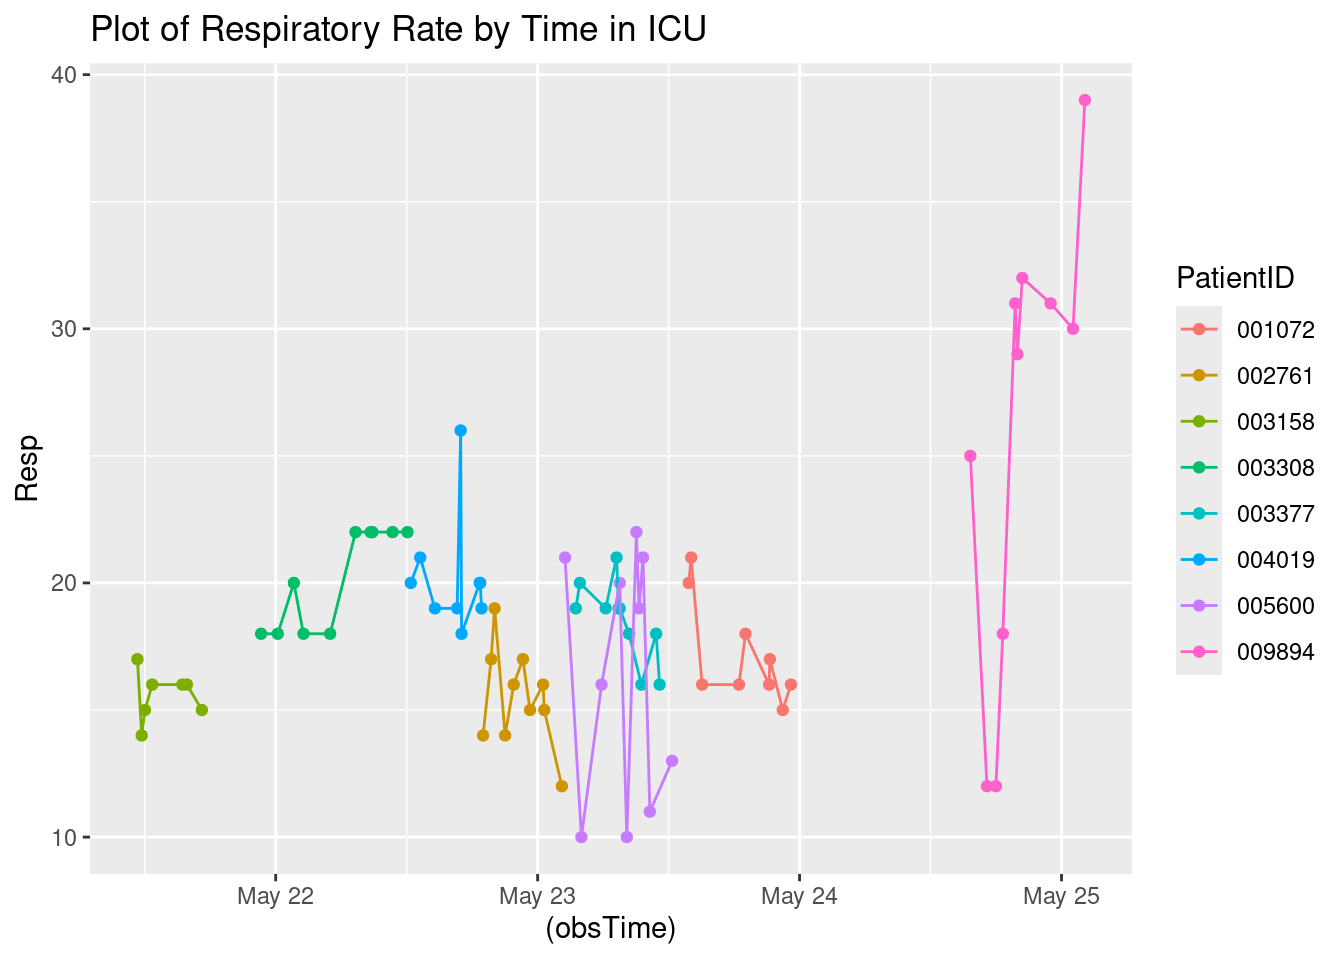 Plot of Respiratory Rate by Time in ICU
40
30
20
10
Resp
May 22
May 23
May 24
May 25
(obsTime)
PatientID
001072
002761
003158
003308
003377
004019
005600
009894